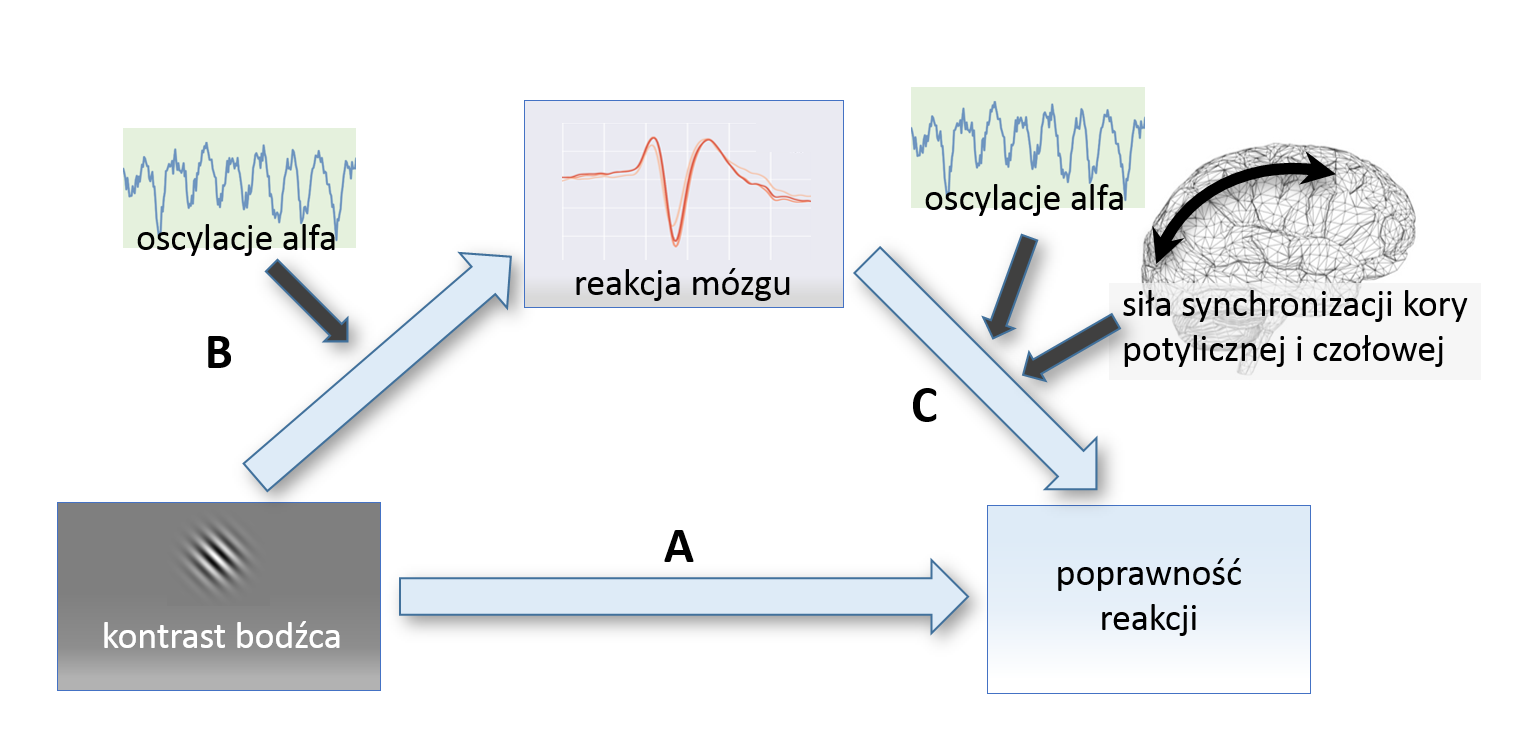 oscylacje alfa
B
reakcja mózgu
oscylacje alfa
siła synchronizacji kory
potylicznej i czołowej
C
kontrast bodźca
A
poprawność
reakcji